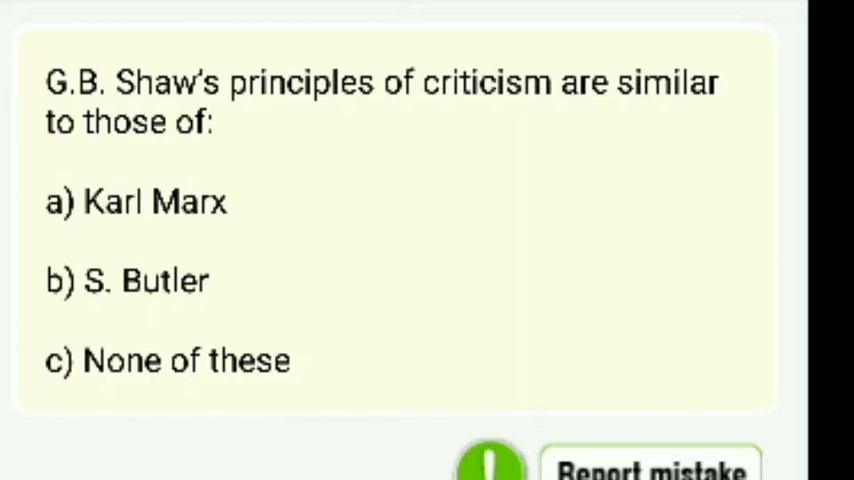 G.B. Shaw's principles of criticism are similar
to those of:
a) Karl Marx
b) S. Butler
c) None of these
Report mistake